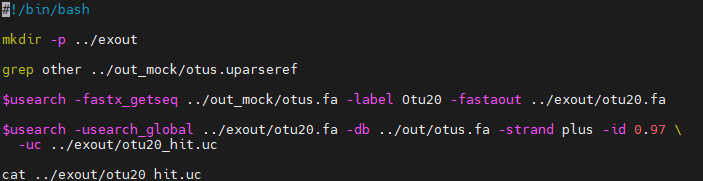 #!/bin/bash
mkdir -p ../exout
grep other ../out_mock/otus.uparseref
$usearch -fastx_getseq ../out_mock/otus.fa -label Otu20 -fastaout ../exout/otu20.fa
$usearch -usearch_global ../exout/otu20.fa -db ../out/otus.fa -strand plus -id 0.97 \
-uc ../exout/otu20_hit.uc
cat ../exout/otu20_hit.uc